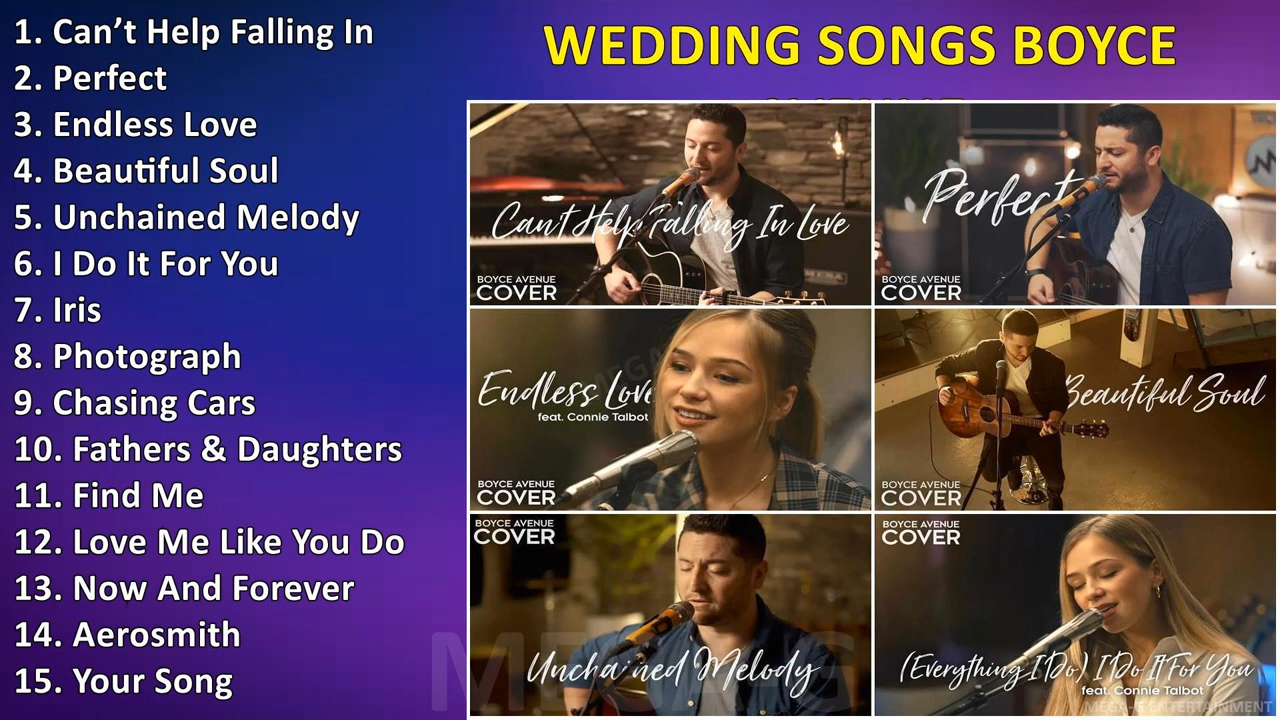 1. Can’t Help Falling In
2. Perfect
3. Endless Love
4. Beautiful Soul
5. Unchained Melody
6. I Do It For You
7. Iris
8. Photograph
9. Chasing Cars
10. Fathers & Daughters
11. Find Me
12. Love Me Like You Do
13. Now And Forever
14. Aerosmith
15. Your Song
WEDDING SONGS BOYCE
Can't Help Falling In Love
BOYCE AVENUE
COVER
Perfect
BOYCE AVENUE
COVER
Endless Love
feat. Connie Talbot
BOYCE AVENUE
COVER
Beautiful Soul
BOYCE AVENUE
COVER
BOYCE AVENUE
COVER
Unchained Melody
BOYCE AVENUE
COVER
(Everything I Do) I Do It For You
feat. Connie Talbot